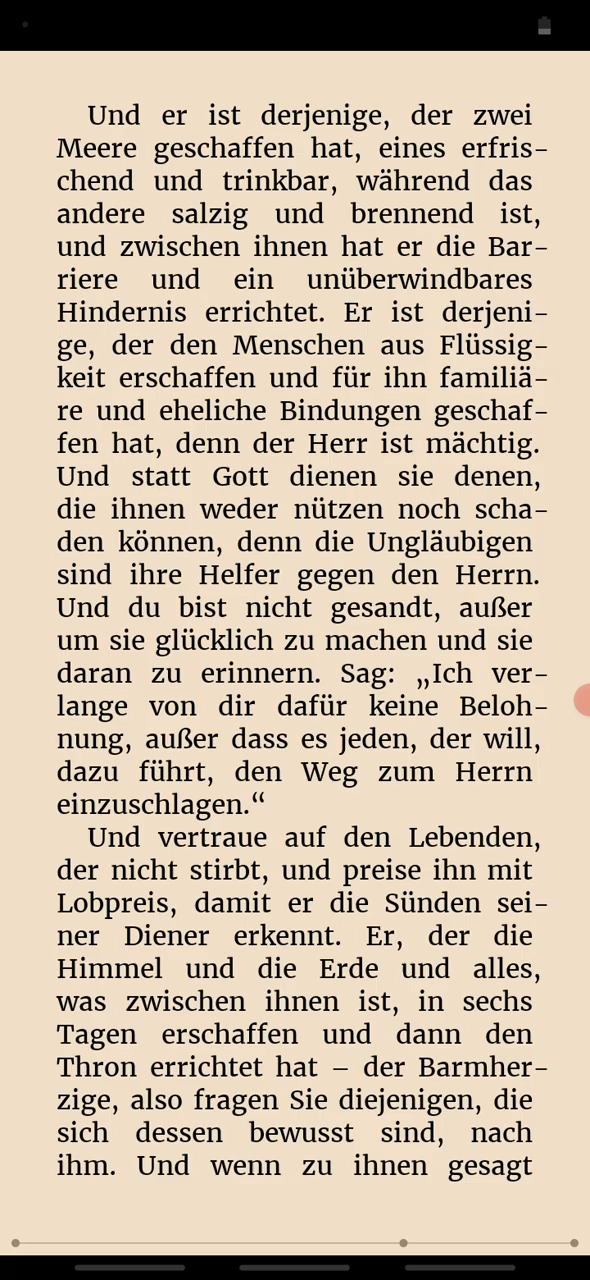 Und er ist derjenige, der zwei
Meere geschaffen hat, eines erfris-
chend und trinkbar, während das
andere salzig und brennend ist,
und zwischen ihnen hat er die Bar-
riere und ein unüberwindbares
Hindernis errichtet. Er ist derjeni-
ge, der den Menschen aus Flüssig-
keit erschaffen und für ihn familiä-
re und eheliche Bindungen geschaf-
fen hat, denn der Herr ist mächtig.
Und statt Gott dienen sie denen,
die ihnen weder nützen noch scha-
den können, denn die Ungläubigen
sind ihre Helfer gegen den Herrn.
Und du bist nicht gesandt, außer
um sie glücklich zu machen und sie
daran zu erinnern. Sag: „Ich ver-
lange von dir dafür keine Beloh-
nung, außer dass es jeden, der will,
dazu führt, den Weg zum Herrn
einzuschlagen.“
Und vertraue auf den Lebenden,
der nicht stirbt, und preise ihn mit
Lobpreis, damit er die Sünden sei-
ner Diener erkennt. Er, der die
Himmel und die Erde und alles,
was zwischen ihnen ist, in sechs
Tagen erschaffen und dann den
Thron errichtet hat – der Barmher-
zige, also fragen Sie diejenigen, die
sich dessen bewusst sind, nach
ihm. Und wenn zu ihnen gesagt